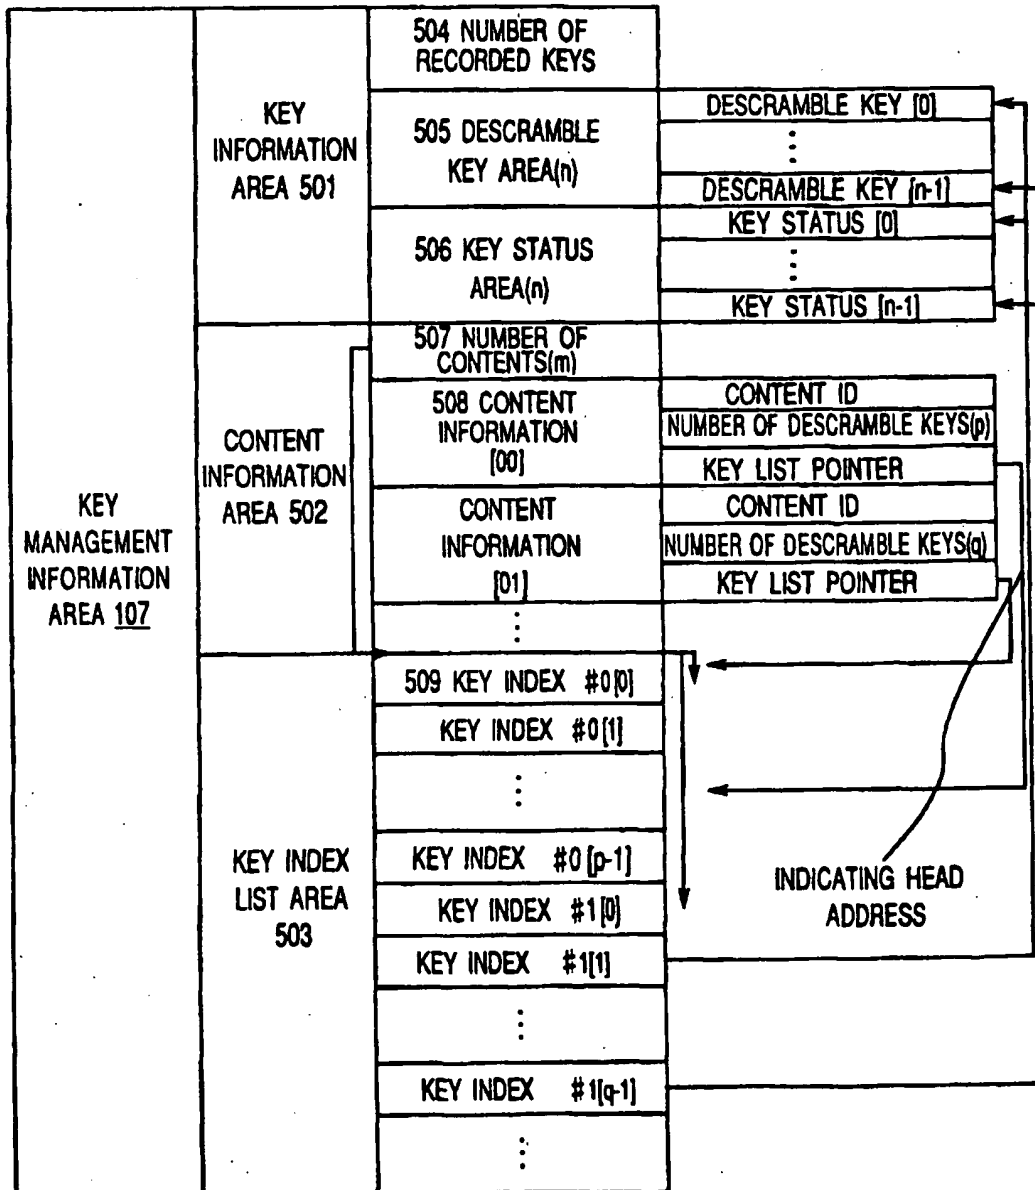 KEY
MANAGEMENT
INFORMATION
AREA 107
KEY
INFORMATION
AREA 501
504 NUMBER OF
RECORDED KEYS
505 DESCRAMBLE
KEY AREA(n)
DESCRAMBLE KEY [0]
⋮
DESCRAMBLE KEY [n-1]
506 KEY STATUS
AREA(n)
KEY STATUS [0]
⋮
KEY STATUS [n-1]
CONTENT
INFORMATION
AREA 502
507 NUMBER OF
CONTENTS(m)
508 CONTENT
INFORMATION
[00]
CONTENT ID
NUMBER OF DESCRAMBLE KEYS(p)
KEY LIST POINTER
CONTENT
INFORMATION
[01]
CONTENT ID
NUMBER OF DESCRAMBLE KEYS(q)
KEY LIST POINTER
⋮
KEY INDEX
LIST AREA
503
509 KEY INDEX #0[0]
KEY INDEX #0[1]
⋮
KEY INDEX #0[p-1]
KEY INDEX #1[0]
KEY INDEX #1[1]
⋮
KEY INDEX #1[q-1]
⋮
INDICATING HEAD
ADDRESS